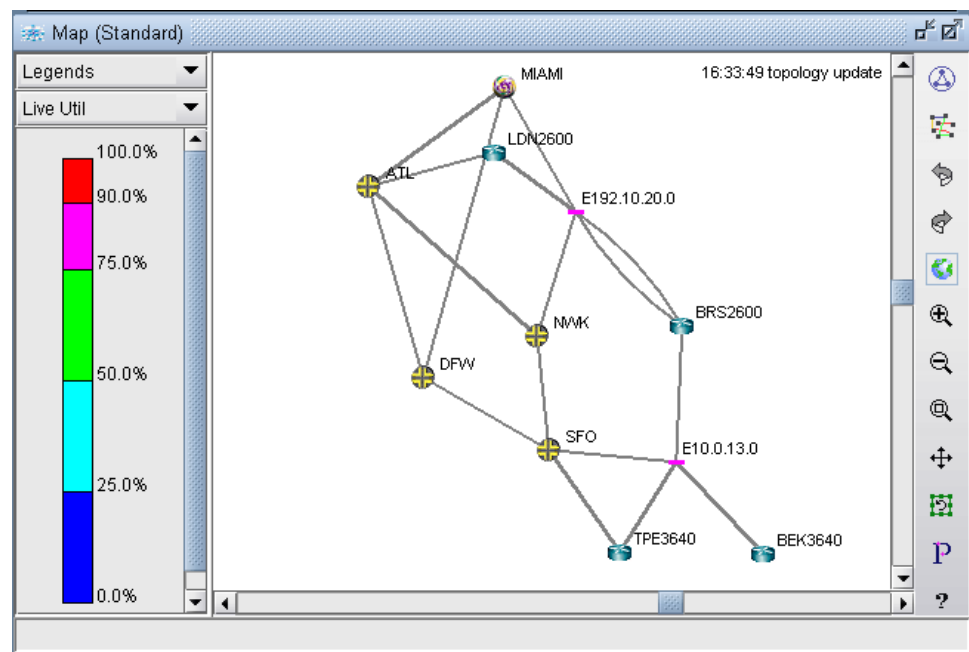 Map (Standard)
Legends
Live Util
100.0%
90.0%
75.0%
50.0%
25.0%
0.0%
16:33:49 topology update
MIAMI
LDN2600
ATL
E192.10.20.0
BRS2600
NWK
DFW
SFO
E10.0.13.0
TPE3640
BEK3640
P
?